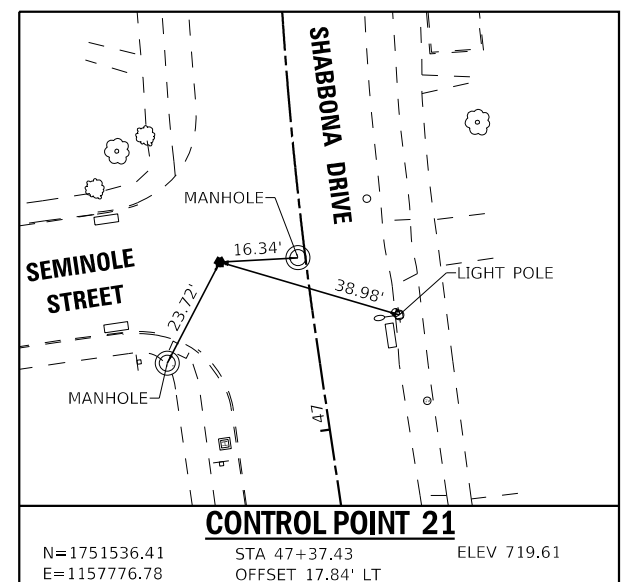 SHABBONA DRIVE
MANHOLE
16.34'
SEMINOLE
STREET
38.98'
LIGHT POLE
23.72'
MANHOLE
47
CONTROL POINT 21
N=1751536.41 STA 47+37.43 ELEV 719.61
E=1157776.78 OFFSET 17.84' LT